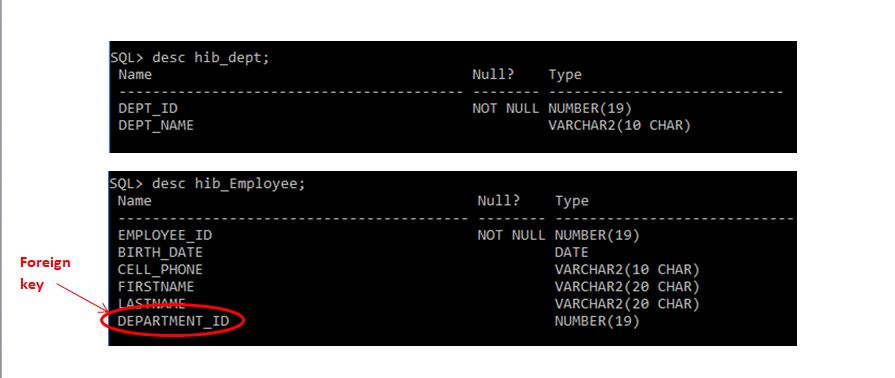 SQL> desc hib_dept;
Name Null? Type
---------------------------------------- -------- ----------------------------
DEPT_ID NOT NULL NUMBER(19)
DEPT_NAME VARCHAR2(10 CHAR)
SQL> desc hib_Employee;
Name Null? Type
---------------------------------------- -------- ----------------------------
EMPLOYEE_ID NOT NULL NUMBER(19)
BIRTH_DATE DATE
CELL_PHONE VARCHAR2(10 CHAR)
FIRSTNAME VARCHAR2(20 CHAR)
LASTNAME VARCHAR2(20 CHAR)
DEPARTMENT_ID NUMBER(19)
Foreign
key